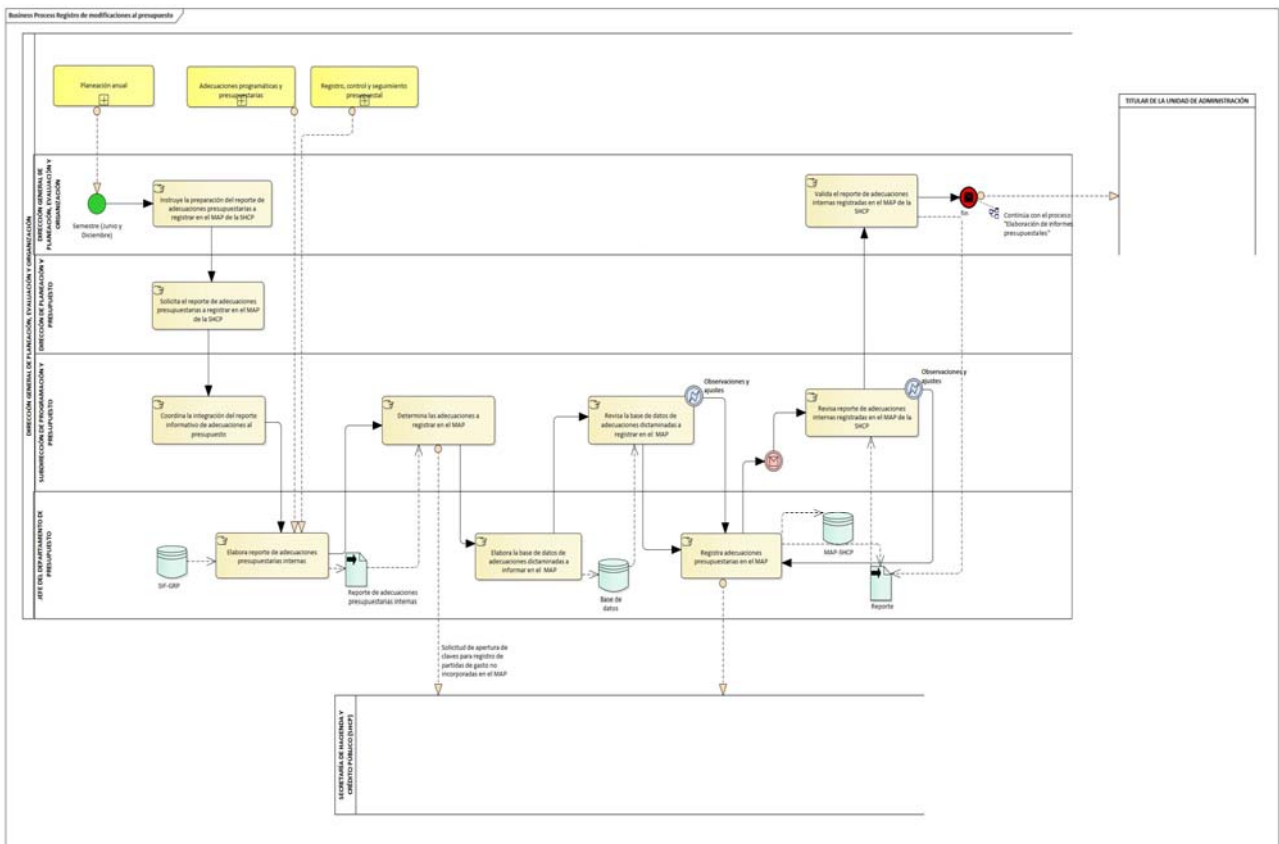 Business Process Registro de modificaciones al presupuesto
Planeación anual
Adecuaciones programáticas y
presupuestarias
Registro, control y seguimiento
presupuestal
TITULAR DE LA UNIDAD DE ADMINISTRACIÓN
DIRECCIÓN GENERAL DE PLANEACIÓN, EVALUACIÓN Y ORGANIZACIÓN
DIRECCIÓN GENERAL DE
PLANEACIÓN, EVALUACIÓN Y
ORGANIZACIÓN
Semestre (Junio y
Diciembre)
Instruye la preparación del reporte de
adecuaciones presupuestarias a
registrar en el MAP de la SHCP
Valida el reporte de adecuaciones
internas registradas en el MAP de la
SHCP
fin
Continúa con el proceso
"Elaboración de informes
presupuestales"
DIRECCIÓN DE PLANEACIÓN Y
PRESUPUESTO
Solicita el reporte de adecuaciones
presupuestarias a registrar en el MAP
de la SHCP
SUBDIRECCIÓN DE PROGRAMACIÓN Y
PRESUPUESTO
Coordina la integración del reporte
informativo de adecuaciones al
presupuesto
Determina las adecuaciones a
registrar en el MAP
Revisa la base de datos de
adecuaciones dictaminadas a
registrar en el MAP
Observaciones y
ajustes
Revisa reporte de adecuaciones
internas registradas en el MAP de la
SHCP
Observaciones y
ajustes
JEFE DEL DEPARTAMENTO DE
PRESUPUESTO
SIF-GRP
Elabora reporte de adecuaciones
presupuestarias internas
Reporte de adecuaciones
presupuestarias internas
Elabora la base de datos de
adecuaciones dictaminadas a
informar en el MAP
Base de
datos
Registra adecuaciones
presupuestarias en el MAP
MAP-SHCP
Reporte
Solicitud de apertura de
claves para registro de
partidas de gasto no
incorporadas en el MAP
SECRETARÍA DE HACIENDA Y
CRÉDITO PÚBLICO (SHCP)